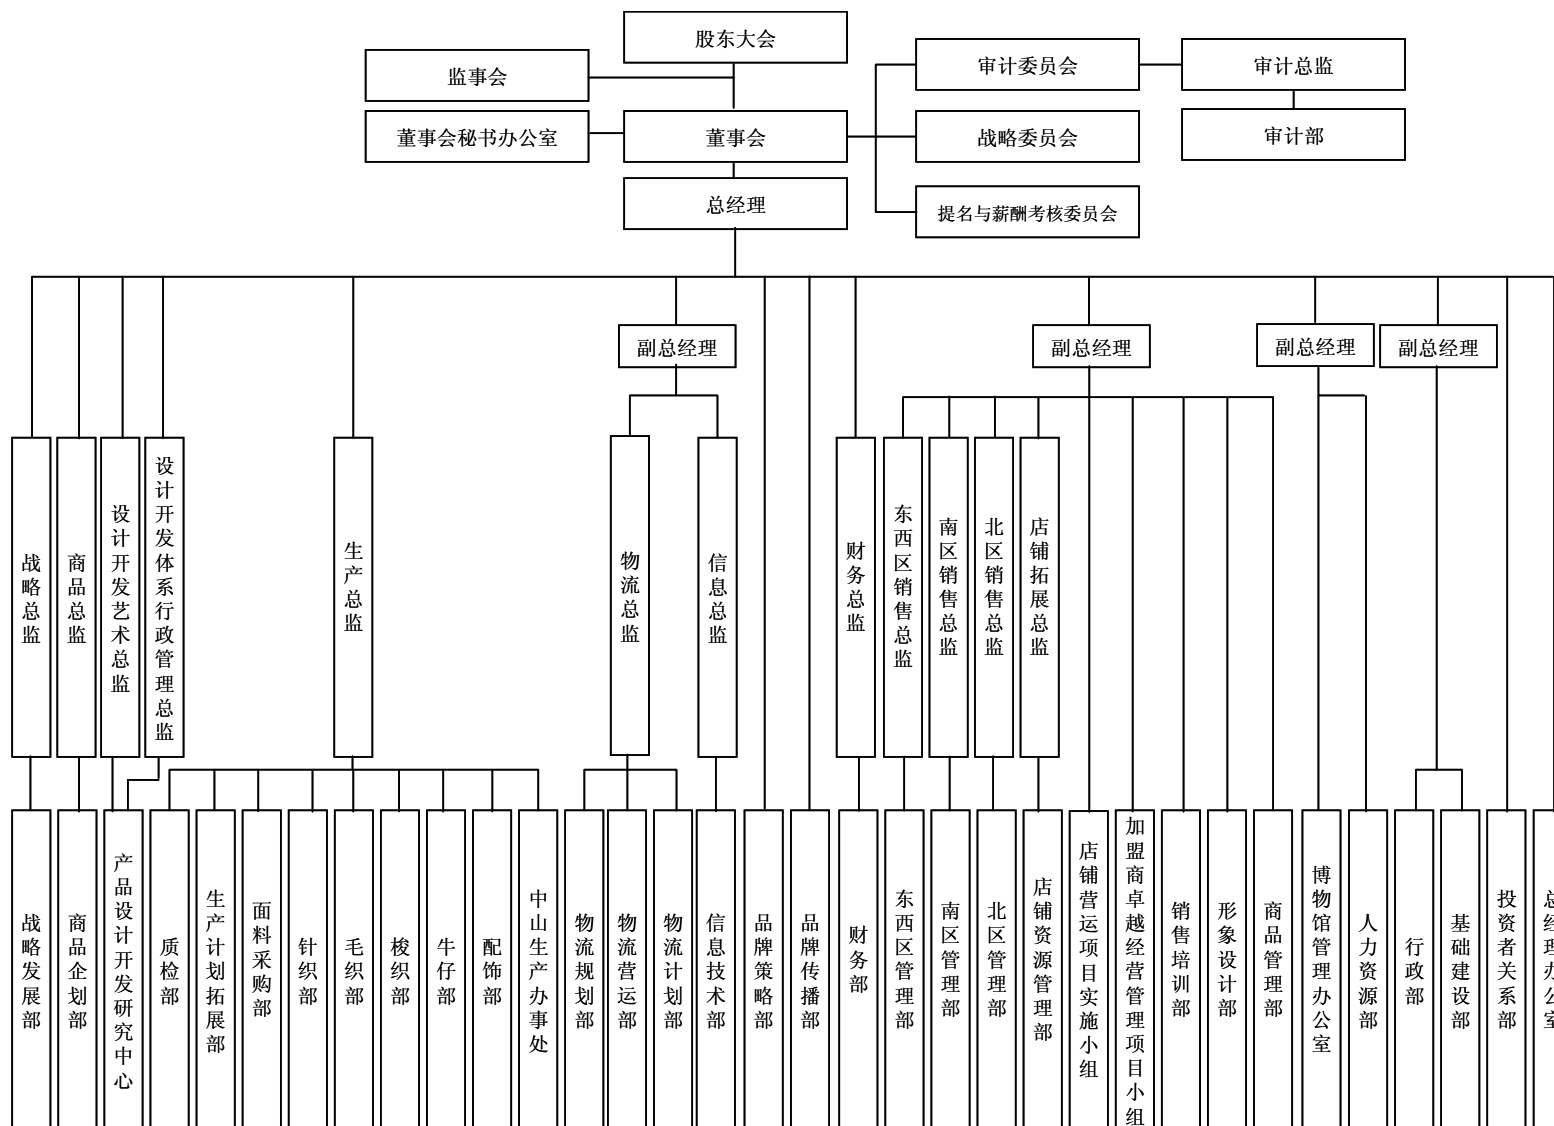 股东大会
监事会
审计委员会
审计总监
董事会秘书办公室
董事会
战略委员会
审计部
总经理
提名与薪酬考核委员会
副总经理
副总经理
副总经理
副总经理
战略总监
商品总监
设计开发艺术总监
设计开发体系行政管理总监
生产总监
物流总监
信息总监
财务总监
东西区销售总监
南区销售总监
北区销售总监
店铺拓展总监
战略发展部
商品企划部
产品设计开发研究中心
质检部
生产计划拓展部
面料采购部
针织部
毛织部
梭织部
牛仔部
配饰部
中山生产办事处
物流规划部
物流营运部
物流计划部
信息技术部
品牌策略部
品牌传播部
财务部
东西区管理部
南区管理部
北区管理部
店铺资源管理部
店铺营运项目实施小组
加盟商卓越经营管理项目小组
销售培训部
形象设计部
商品管理部
博物馆管理办公室
人力资源部
行政部
基础建设部
投资者关系部
总经理办公室